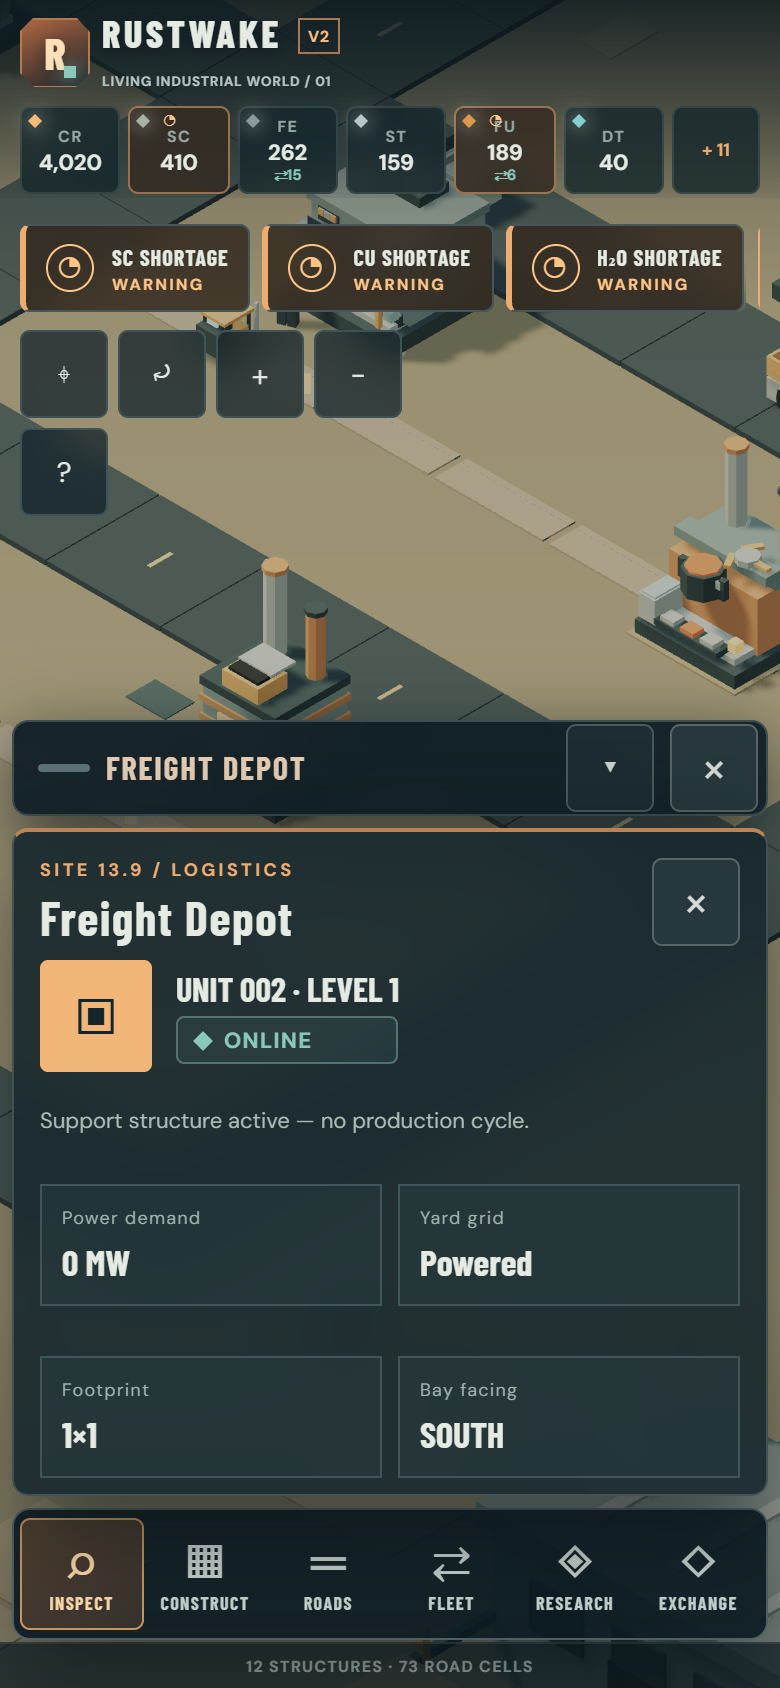 R
RUSTWAKE V2
LIVING INDUSTRIAL WORLD / 01
CR
4,020
SC
410
FE
262
⇄15
ST
159
FU
189
⇄6
DT
40
+ 11
SC SHORTAGE
WARNING
CU SHORTAGE
WARNING
H₂O SHORTAGE
WARNING
+
−
?
FREIGHT DEPOT
SITE 13.9 / LOGISTICS
Freight Depot
UNIT 002 · LEVEL 1
ONLINE
Support structure active — no production cycle.
Power demand
0 MW
Yard grid
Powered
Footprint
1×1
Bay facing
SOUTH
INSPECT
CONSTRUCT
ROADS
FLEET
RESEARCH
EXCHANGE
12 STRUCTURES · 73 ROAD CELLS